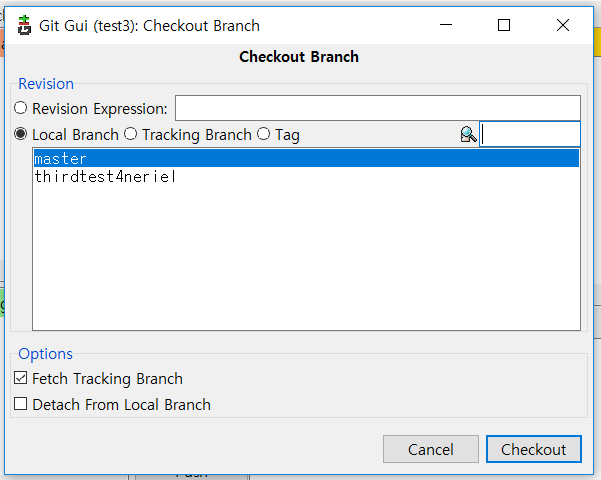 Git Gui (test3): Checkout Branch
Checkout Branch
Revision
Revision Expression:
Local Branch Tracking Branch Tag
master
thirdtest4neriel
Options
Fetch Tracking Branch
Detach From Local Branch
Cancel Checkout